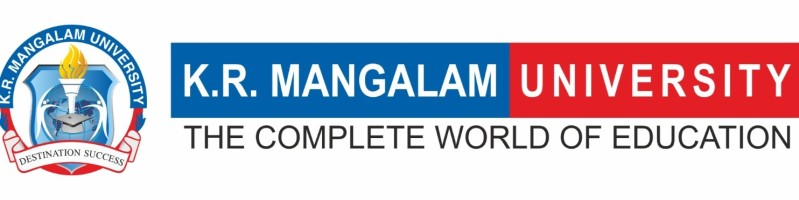 K.R. MANGALAM UNIVERSITY
DESTINATION SUCCESS
K.R. MANGALAM UNIVERSITY
THE COMPLETE WORLD OF EDUCATION